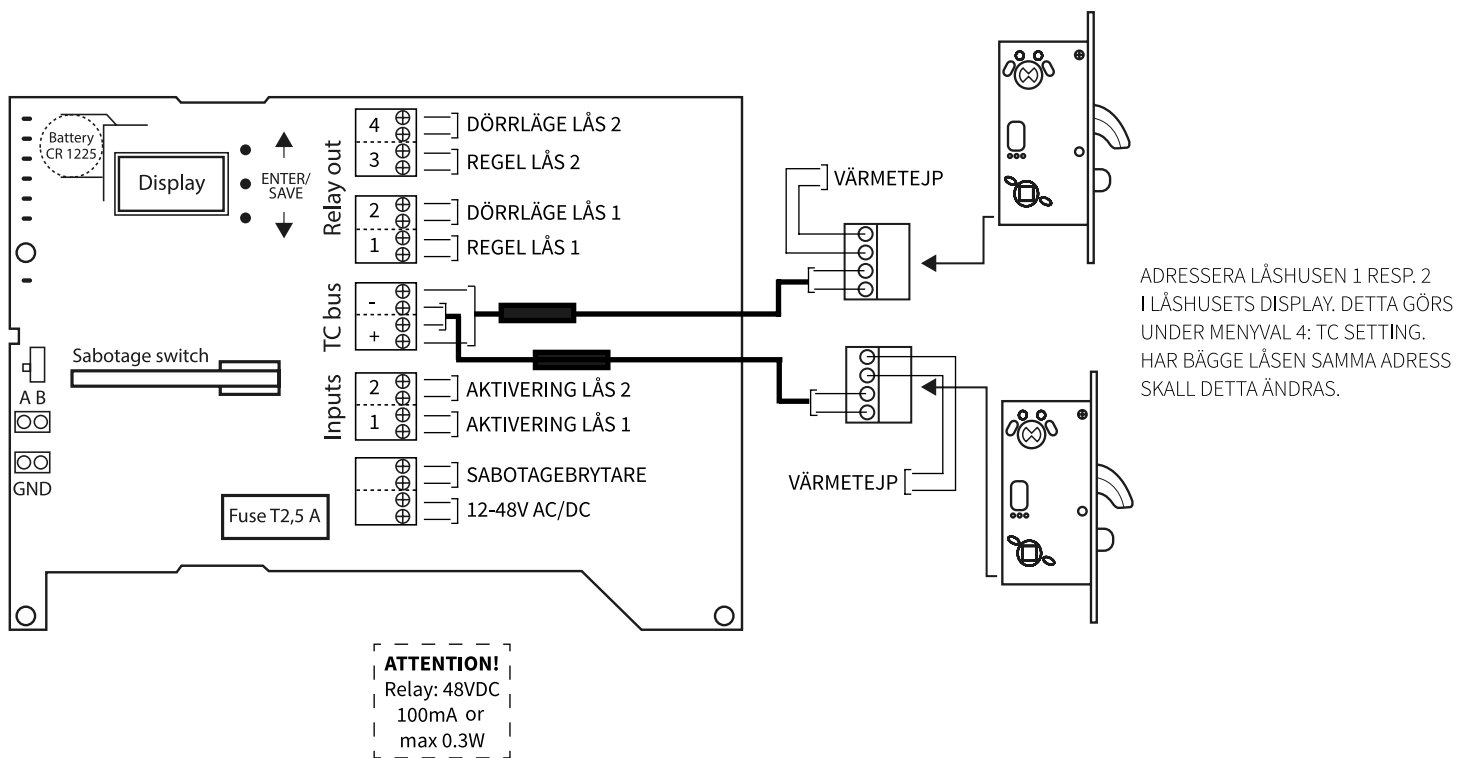 Battery
CR 1225
Display
ENTER/
SAVE
Relay out
4
3
2
1
DÖRRLÄGE LÅS 2
REGEL LÅS 2
DÖRRLÄGE LÅS 1
REGEL LÅS 1
TC bus
-
+
Sabotage switch
A B
GND
Inputs
2
1
AKTIVERING LÅS 2
AKTIVERING LÅS 1
SABOTAGEBRYTARE
12-48V AC/DC
Fuse T2,5 A
VÄRMETEJP
VÄRMETEJP
ADRESSERA LÅSHUSEN 1 RESP. 2
I LÅSHUSETS DISPLAY. DETTA GÖRS
UNDER MENYVAL 4: TC SETTING.
HAR BÄGGE LÅSEN SAMMA ADRESS
SKALL DETTA ÄNDRAS.
ATTENTION!
Relay: 48VDC
100mA or
max 0.3W